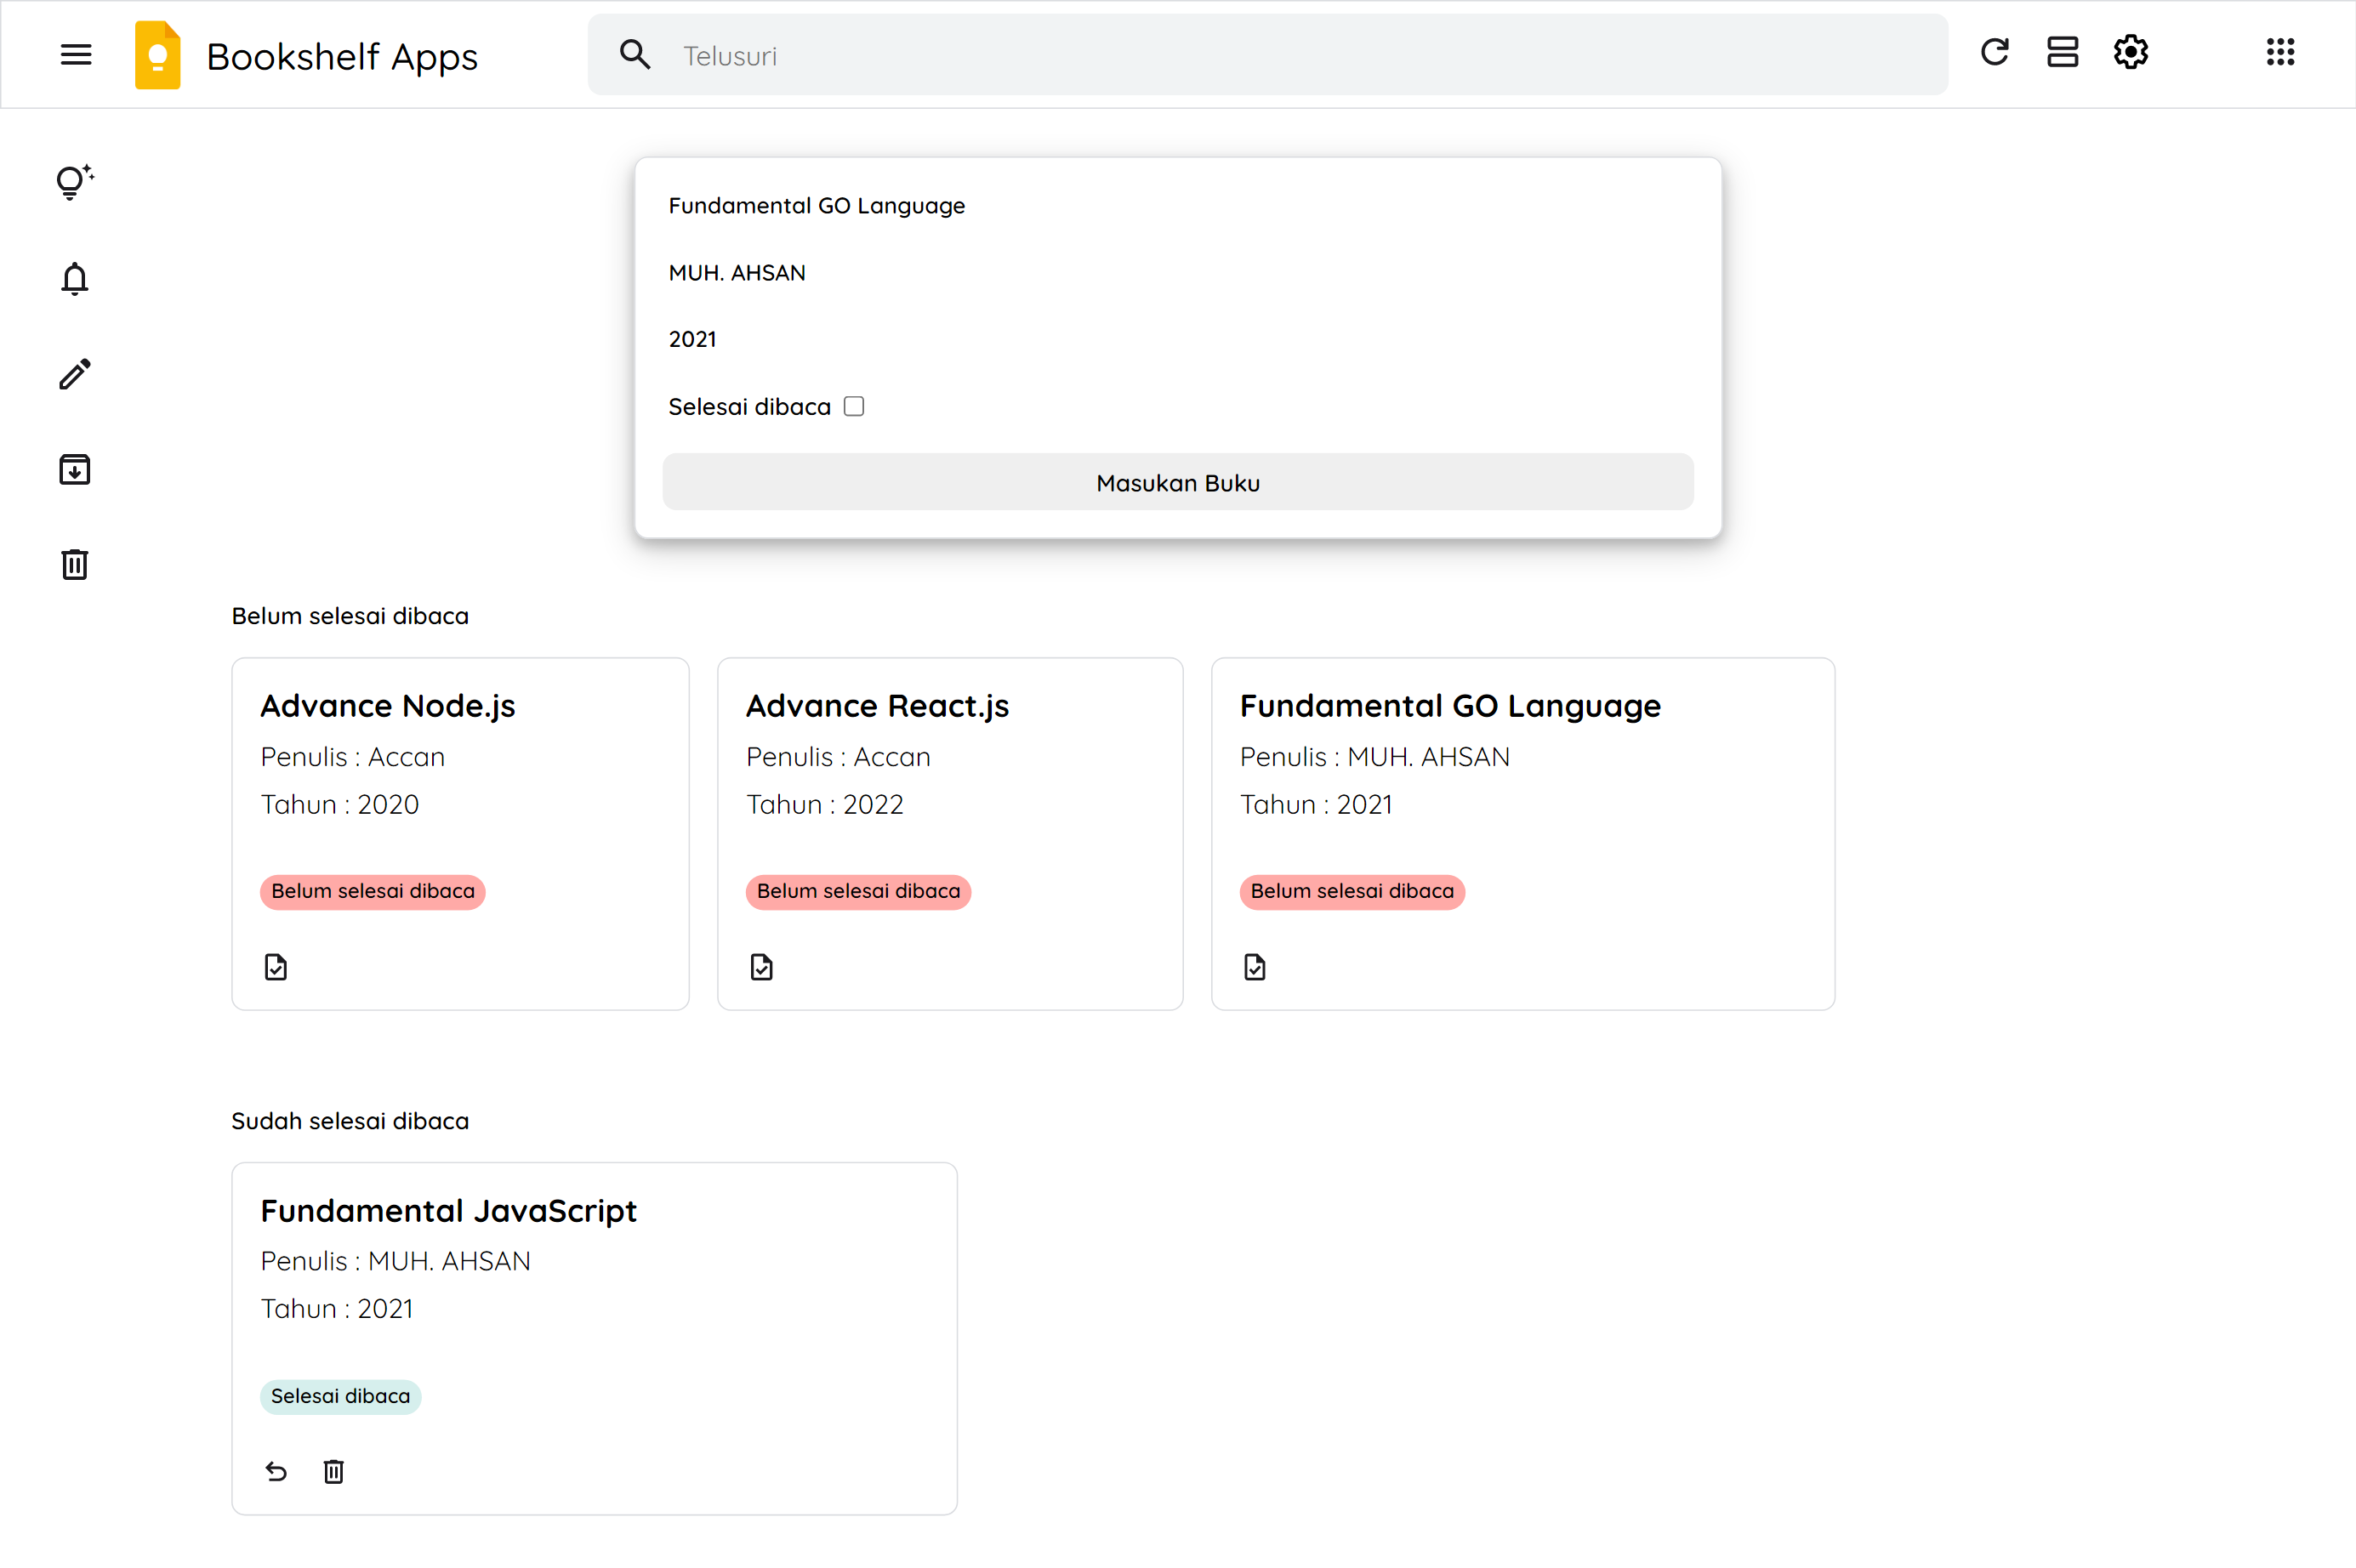 Bookshelf Apps
Telusuri
Fundamental GO Language
MUH. AHSAN
2021
Selesai dibaca
Masukan Buku
Belum selesai dibaca
Advance Node.js
Penulis : Accan
Tahun : 2020
Belum selesai dibaca
Advance React.js
Penulis : Accan
Tahun : 2022
Belum selesai dibaca
Fundamental GO Language
Penulis : MUH. AHSAN
Tahun : 2021
Belum selesai dibaca
Sudah selesai dibaca
Fundamental JavaScript
Penulis : MUH. AHSAN
Tahun : 2021
Selesai dibaca